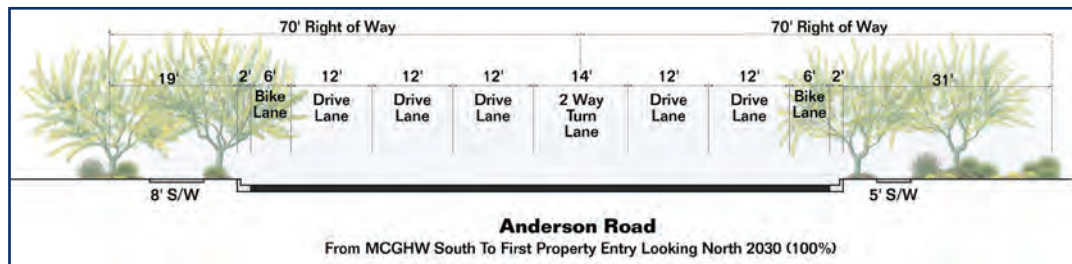 70' Right of Way 70' Right of Way
19' 2' 6' 12' 12' 12' 14' 12' 12' 6' 2' 31'
Bike Lane
Drive Lane
Drive Lane
Drive Lane
2 Way Turn Lane
Drive Lane
Drive Lane
Bike Lane
8' S/W 5' S/W
Anderson Road
From MCGHW South To First Property Entry Looking North 2030 (100%)